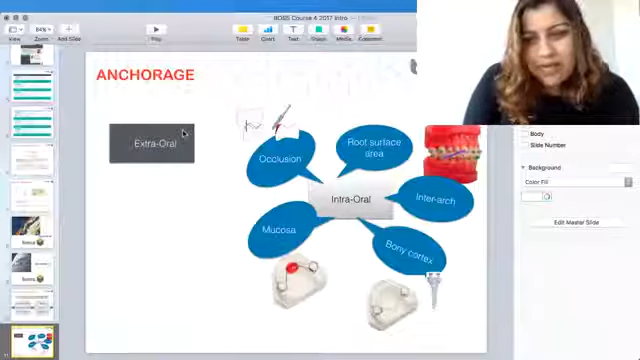 BOSS Course 4 2017 Intro
84%
View
Zoom
Add Slide
Play
Table
Chart
Text
Shape
Media
Comment
ANCHORAGE
Extra-Oral
Occlusion
Root surface
area
Intra-Oral
Inter-arch
Mucosa
Bony cortex
Body
Slide Number
Background
Color Fill
Edit Master Slide